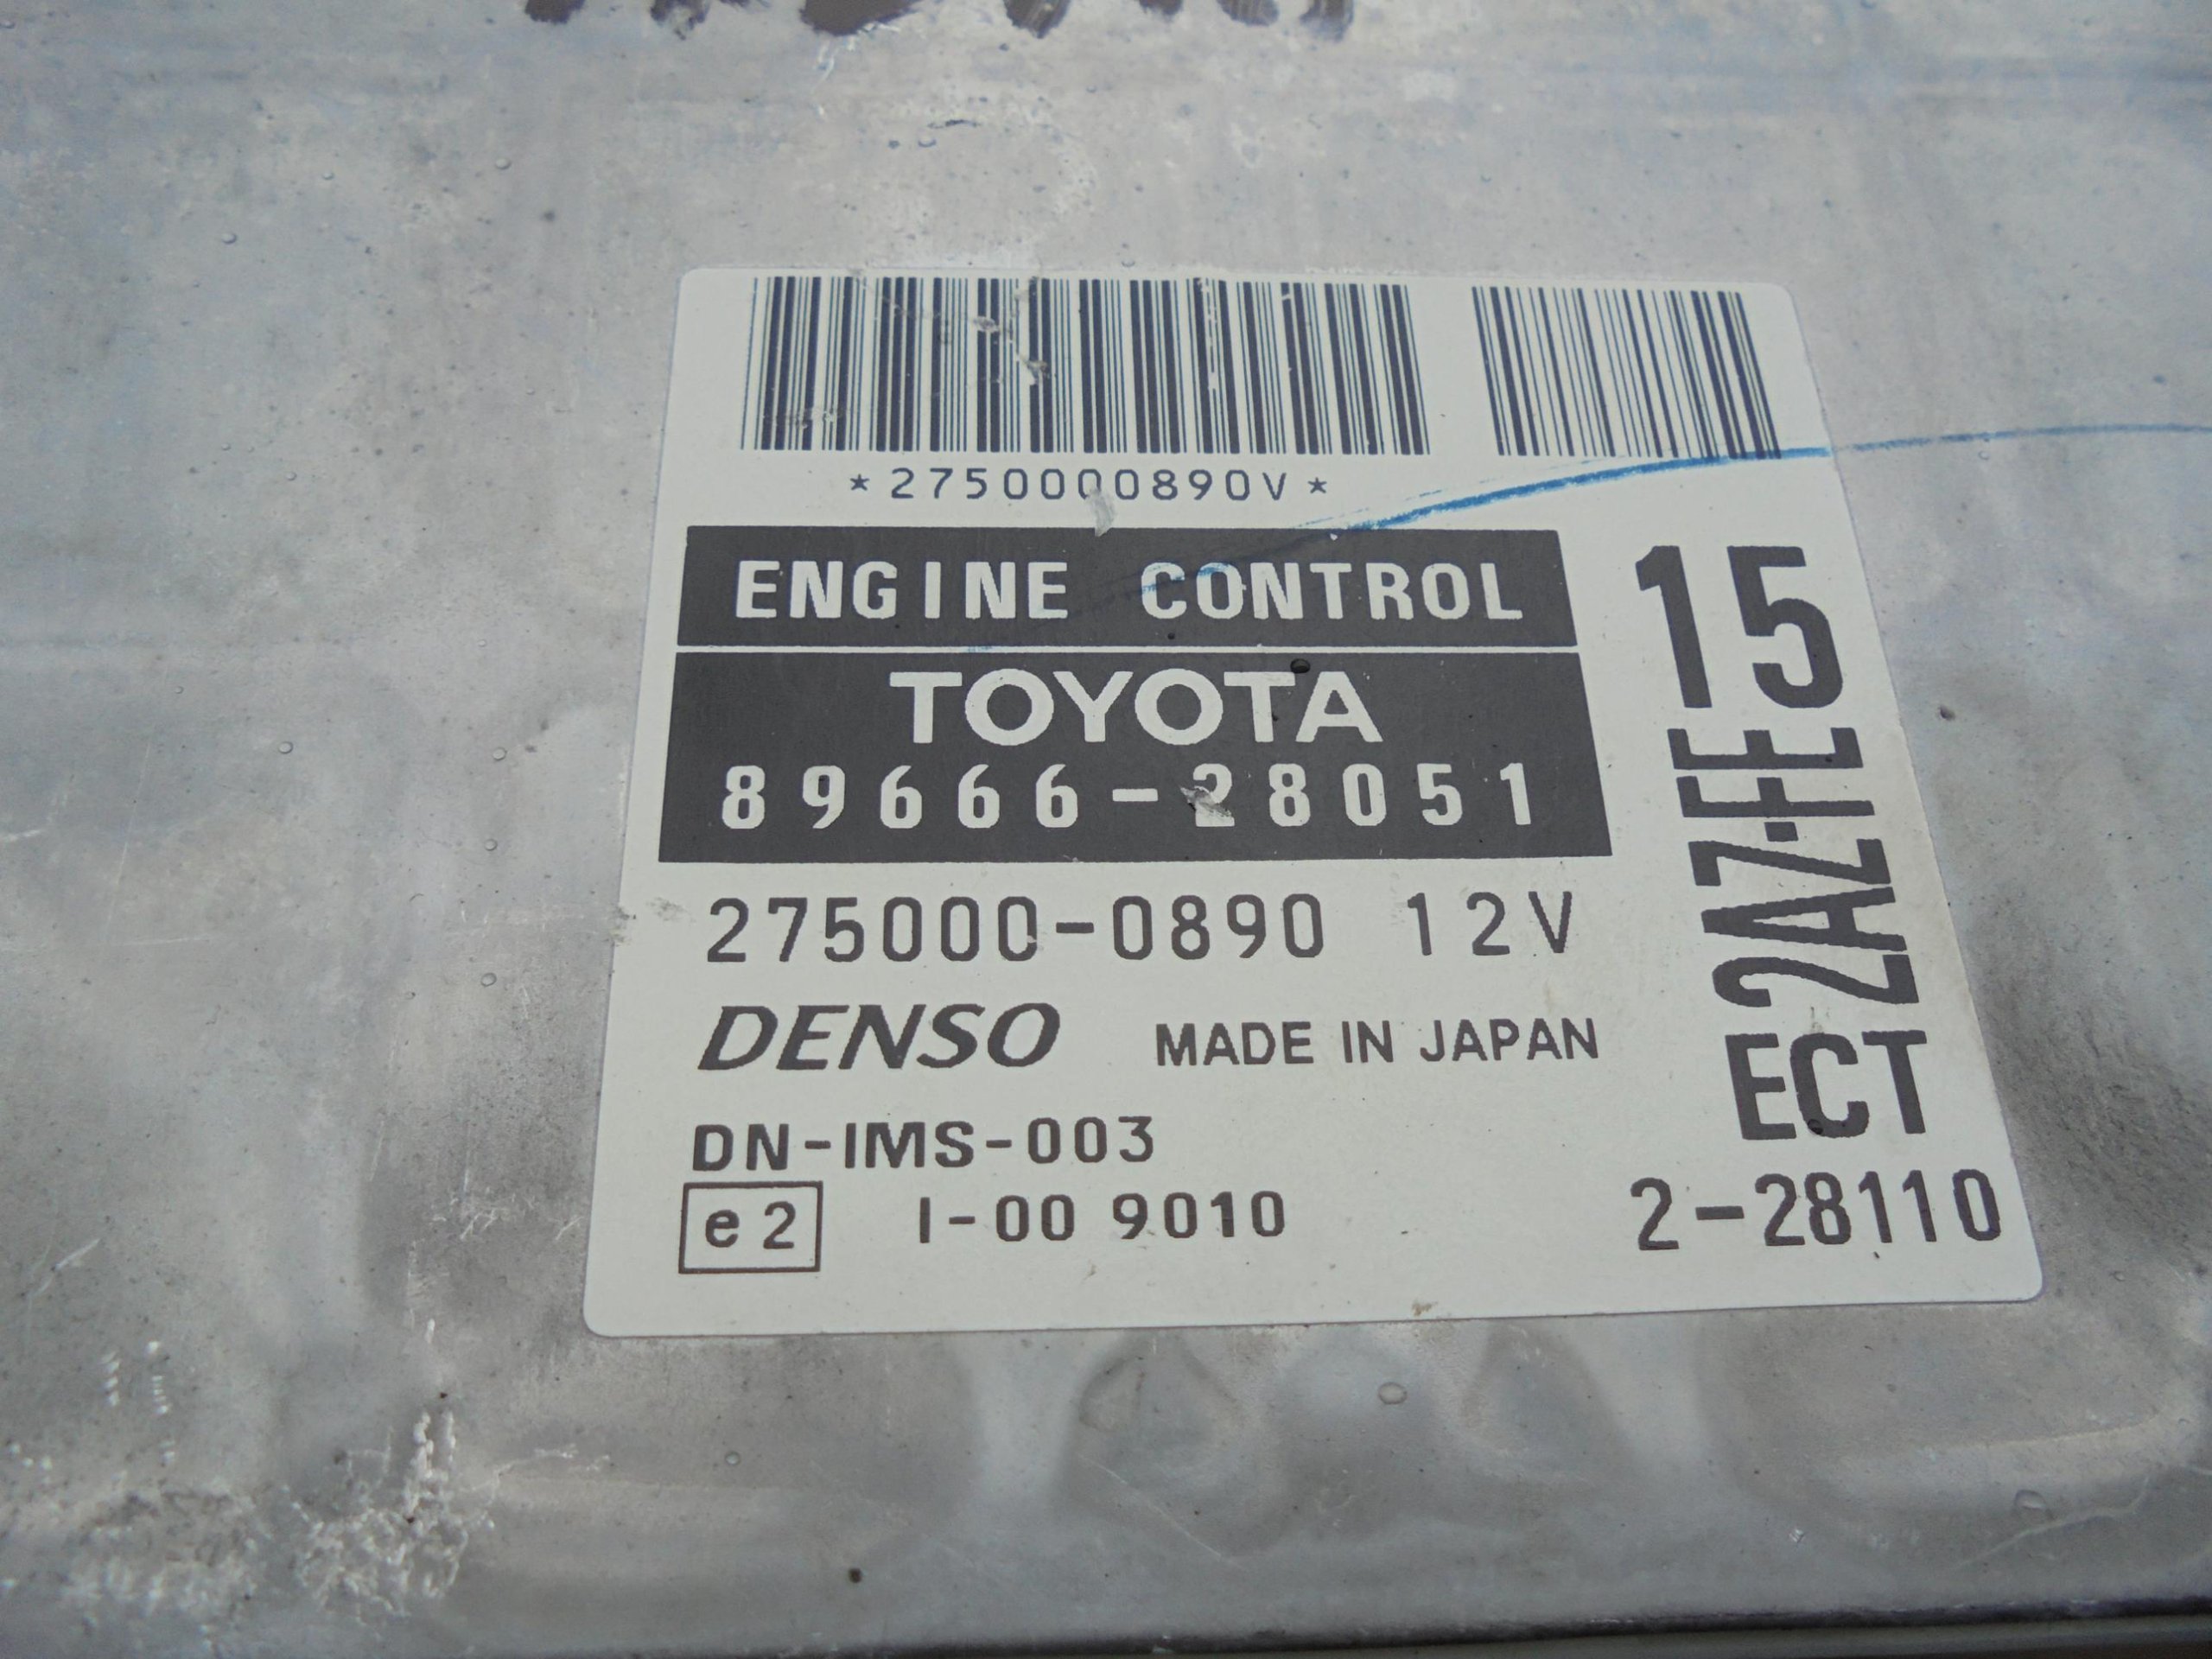 *2750000890V*
ENGINE CONTROL
TOYOTA
89666-28051
275000-0890 12V
DENSO MADE IN JAPAN
DN-IMS-003
e2 I-00 9010
15
2AZ-FE
ECT
2-28110